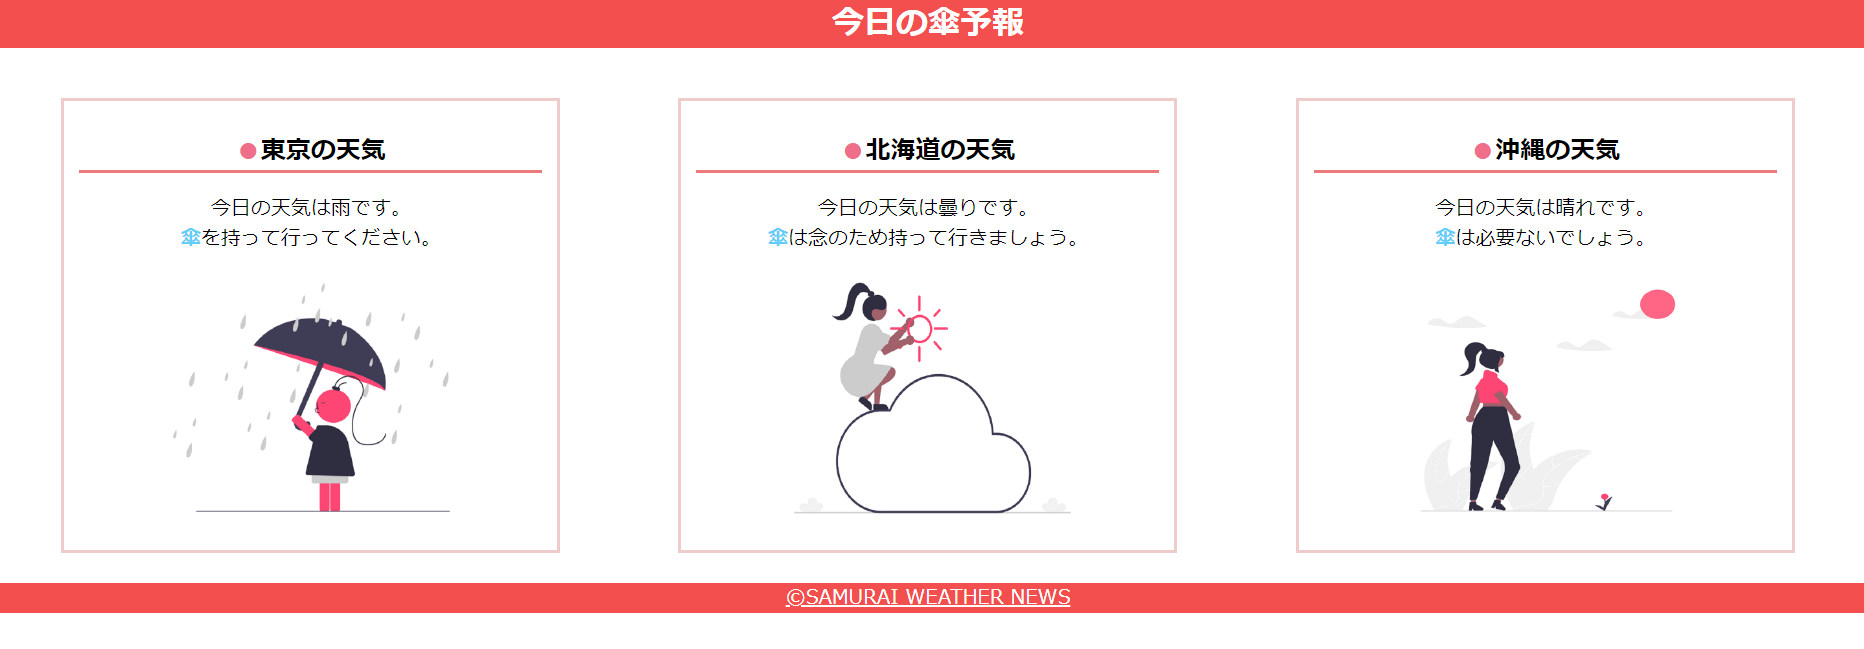 今日の傘予報
●東京の天気
今日の天気は雨です。
傘を持って行ってください。
●北海道の天気
今日の天気は曇りです。
傘は念のため持って行きましょう。
●沖縄の天気
今日の天気は晴れです。
傘は必要ないでしょう。
©SAMURAI WEATHER NEWS